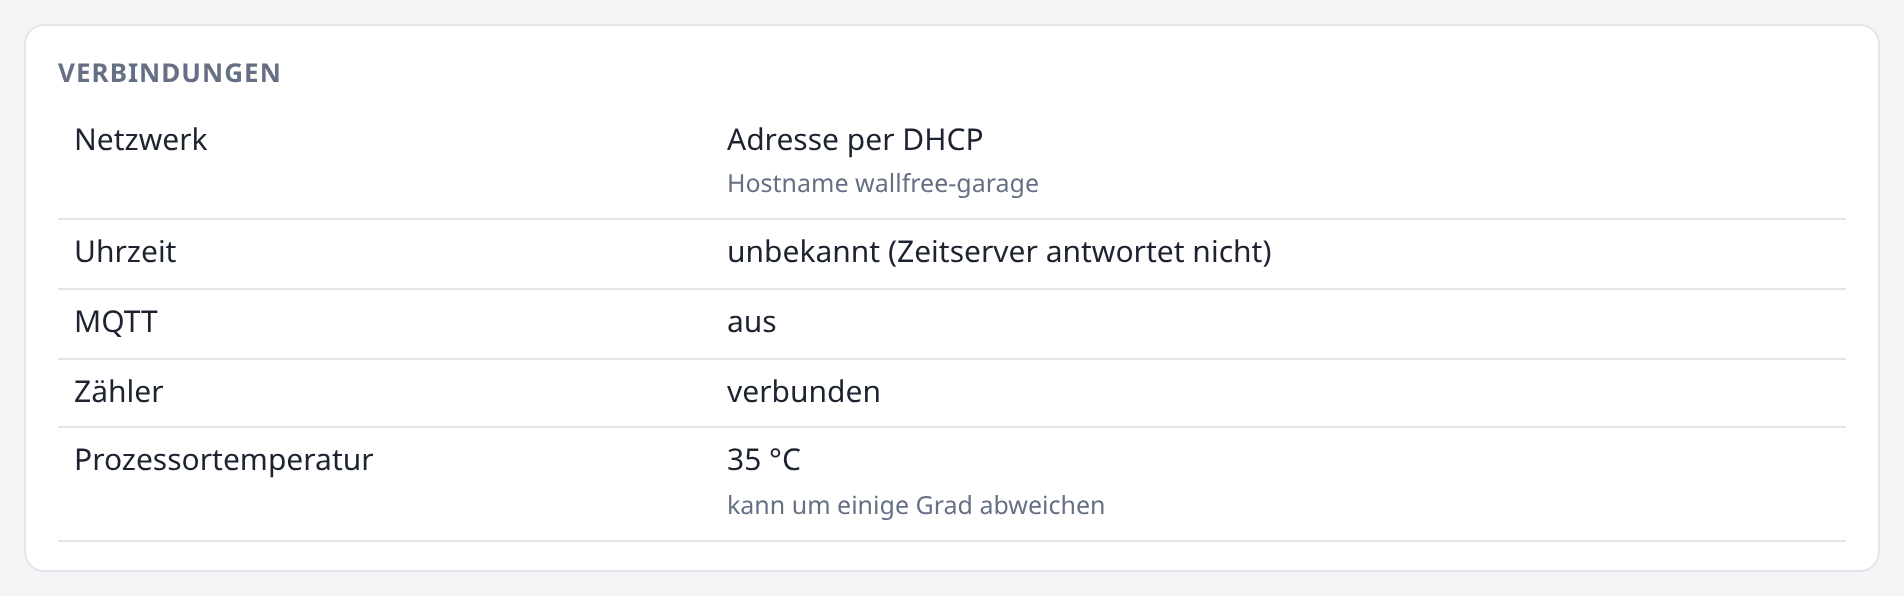 VERBINDUNGEN
Netzwerk Adresse per DHCP
Hostname wallfree-garage
Uhrzeit unbekannt (Zeitserver antwortet nicht)
MQTT aus
Zähler verbunden
Prozessortemperatur 35 °C
kann um einige Grad abweichen